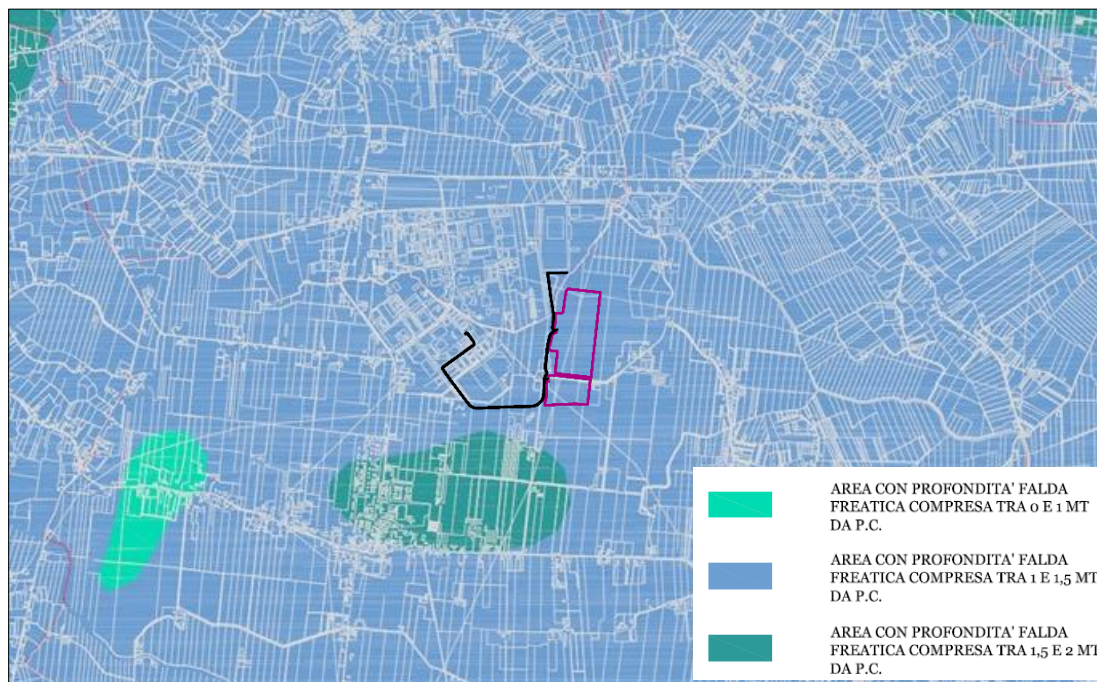 AREA CON PROFONDITA' FALDA
FREATICA COMPRESA TRA 0 E 1 MT
DA P.C.
AREA CON PROFONDITA' FALDA
FREATICA COMPRESA TRA 1 E 1,5 MT
DA P.C.
AREA CON PROFONDITA' FALDA
FREATICA COMPRESA TRA 1,5 E 2 MT
DA P.C.